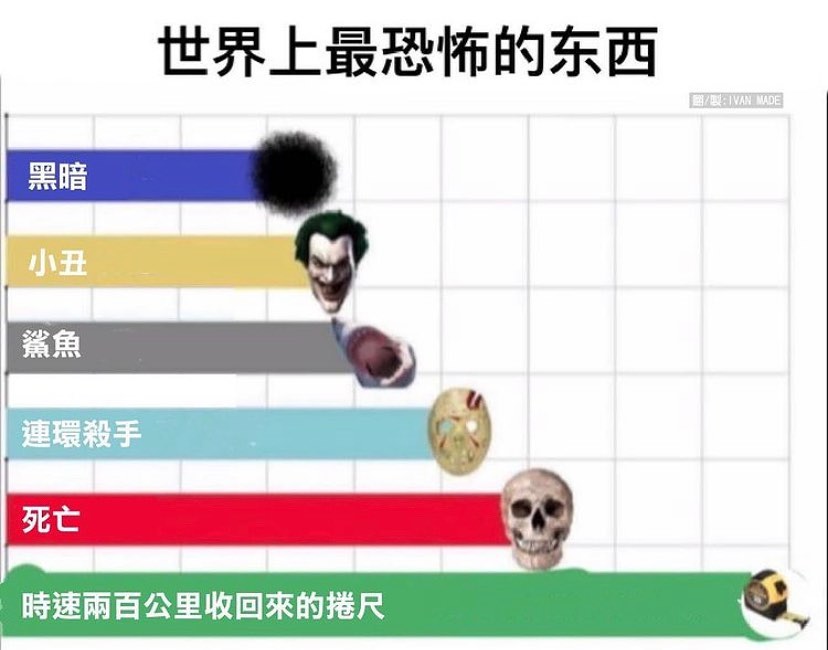 世界上最恐怖的东西
圖/製:IVAN MADE
黑暗
小丑
鯊魚
連環殺手
死亡
時速兩百公里收回來的捲尺